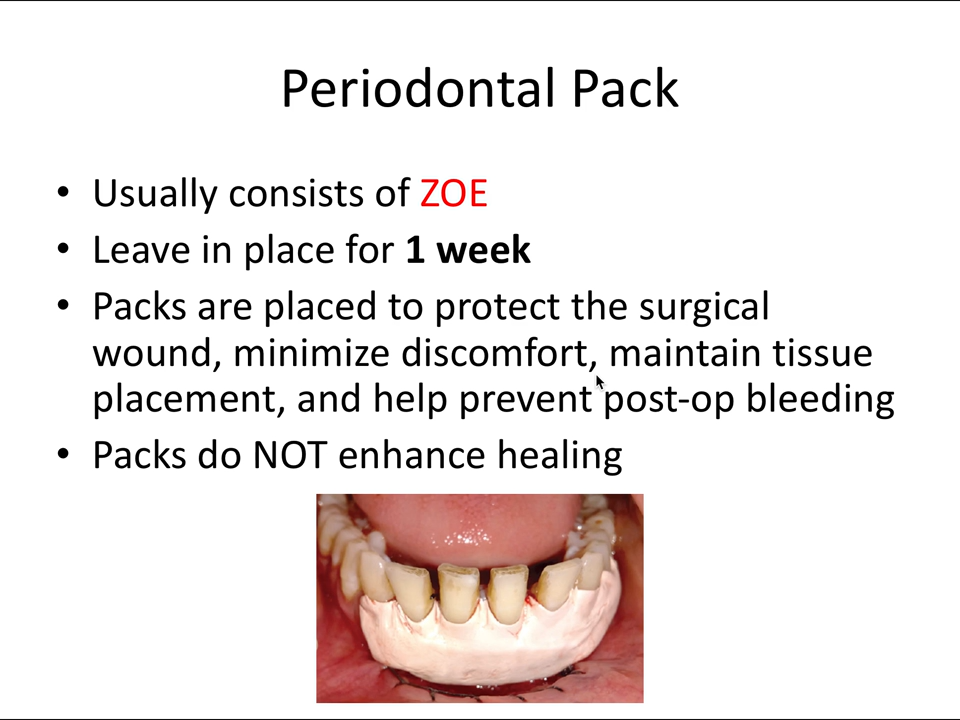 Periodontal Pack
• Usually consists of ZOE
• Leave in place for 1 week
• Packs are placed to protect the surgical
wound, minimize discomfort, maintain tissue
placement, and help prevent post-op bleeding
• Packs do NOT enhance healing